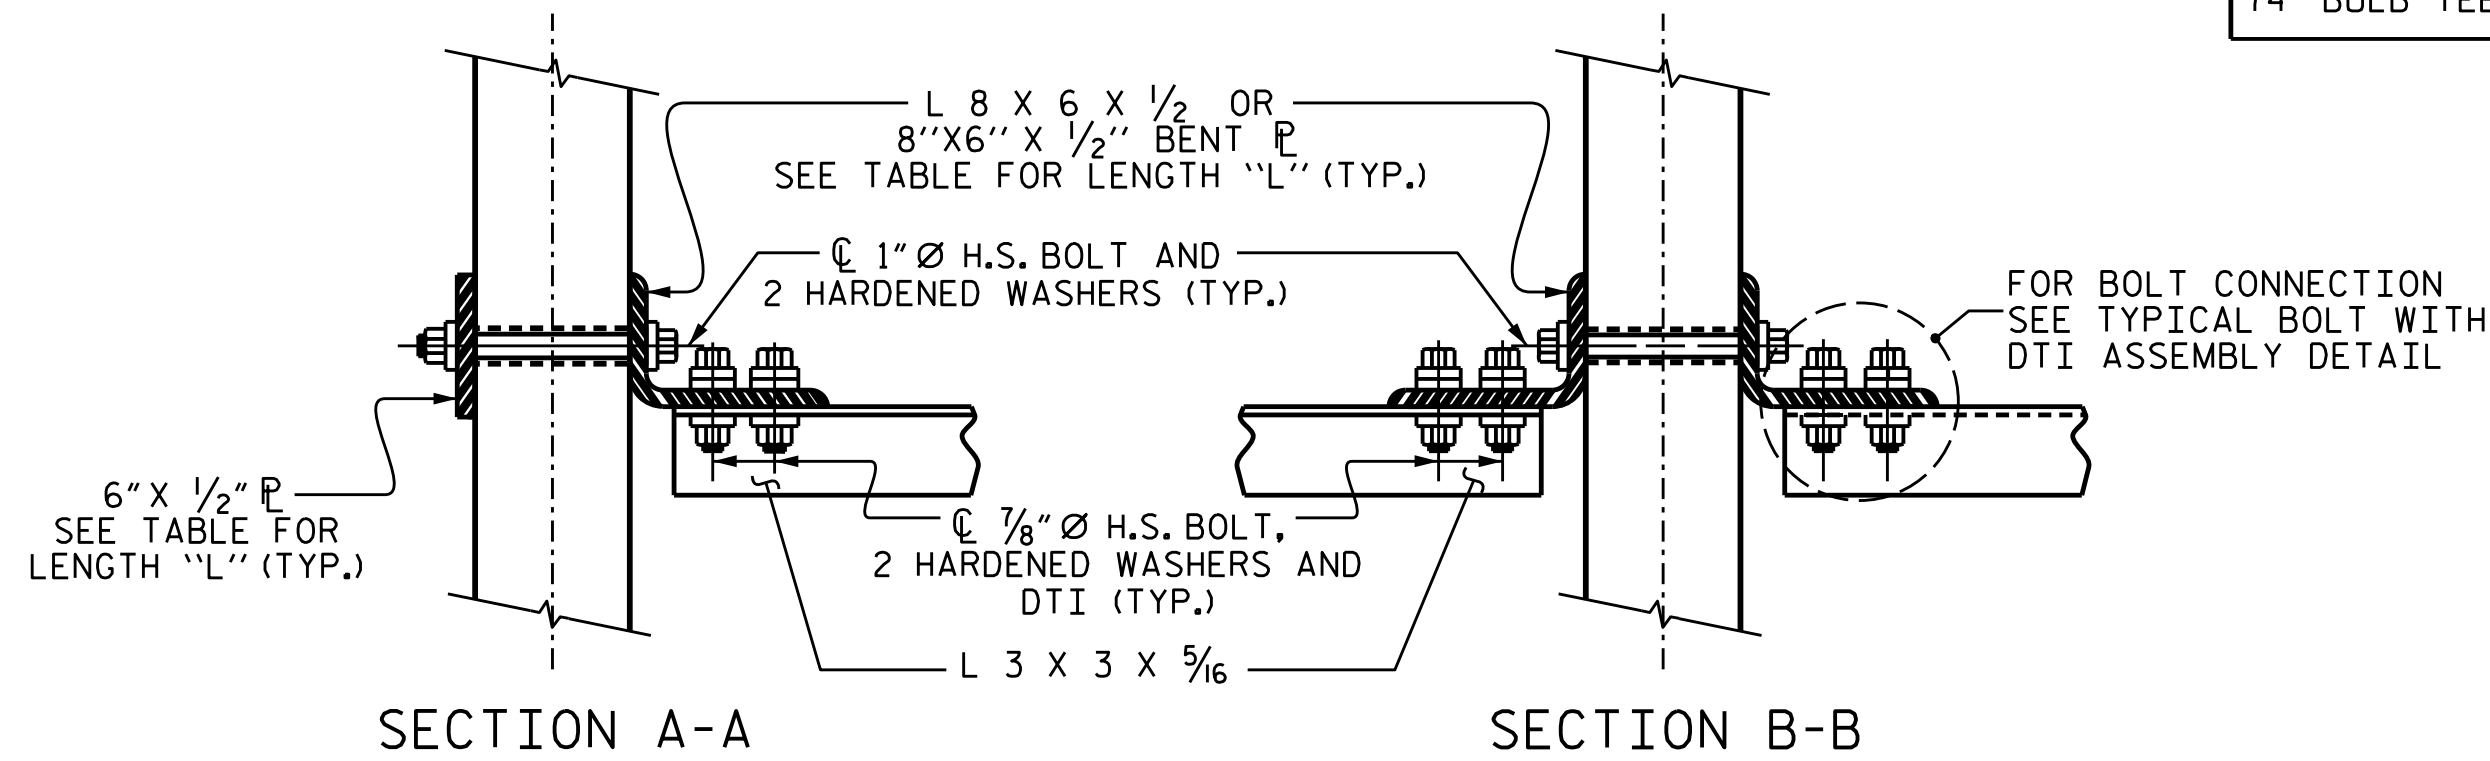 L 8 X 6 X 1/2 OR
8"X6" X 1/2" BENT ℄
SEE TABLE FOR LENGTH "L" (TYP.)
℄ 1" Ø H.S. BOLT AND
2 HARDENED WASHERS (TYP.)
FOR BOLT CONNECTION
SEE TYPICAL BOLT WITH
DTI ASSEMBLY DETAIL
6" X 1/2" PL
SEE TABLE FOR
LENGTH "L" (TYP.)
℄ 7/8" Ø H.S. BOLT,
2 HARDENED WASHERS AND
DTI (TYP.)
L 3 X 3 X 5/16
SECTION A-A
SECTION B-B